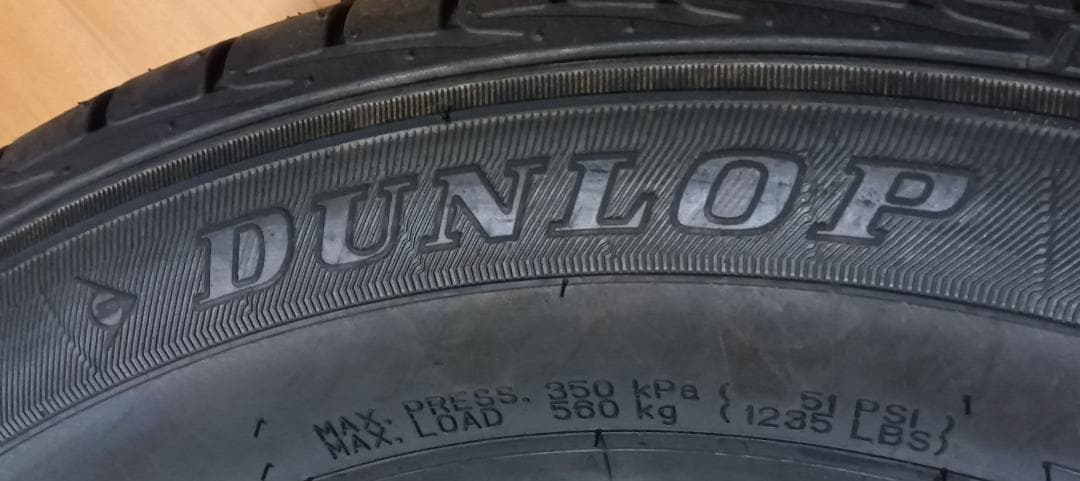 DUNLOP
MAX. PRESS. 350 kPa ( 51 PSI )
MAX. LOAD 560 kg (1235 LBS)